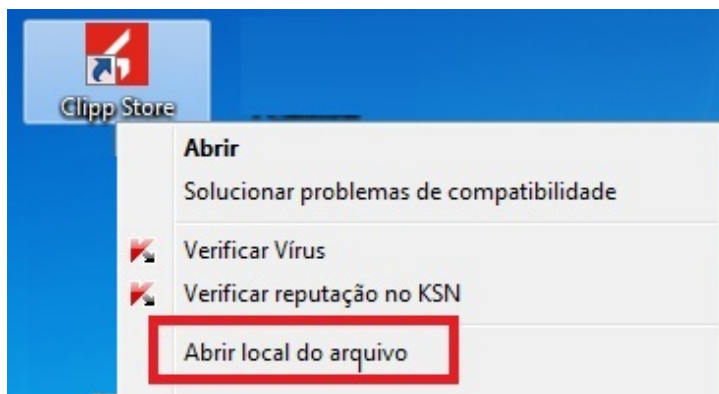 Clipp Store
Abrir
Solucionar problemas de compatibilidade
Verificar Vírus
Verificar reputação no KSN
Abrir local do arquivo